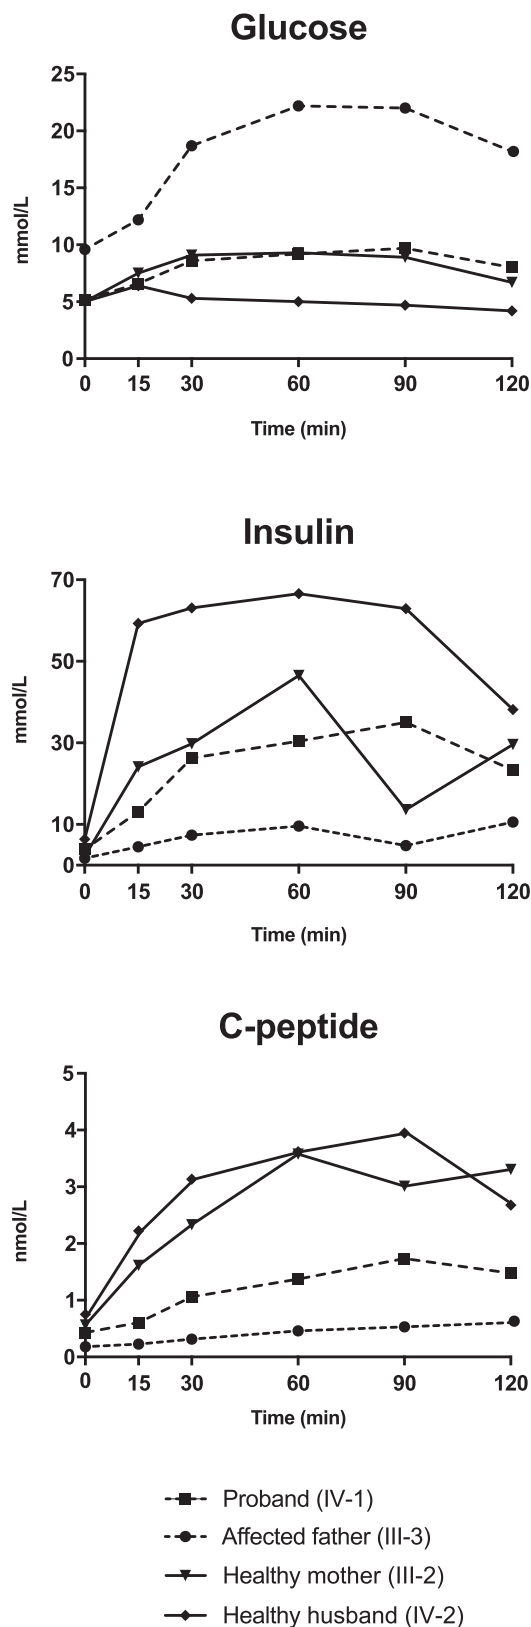 Glucose
25
20
15
10
5
0
mmol/L
0 15 30 60 90 120
Time (min)
Insulin
70
50
30
10
0
mmol/L
0 15 30 60 90 120
Time (min)
C-peptide
5
4
3
2
1
0
nmol/L
0 15 30 60 90 120
Time (min)
Proband (IV-1)
Affected father (III-3)
Healthy mother (III-2)
Healthy husband (IV-2)